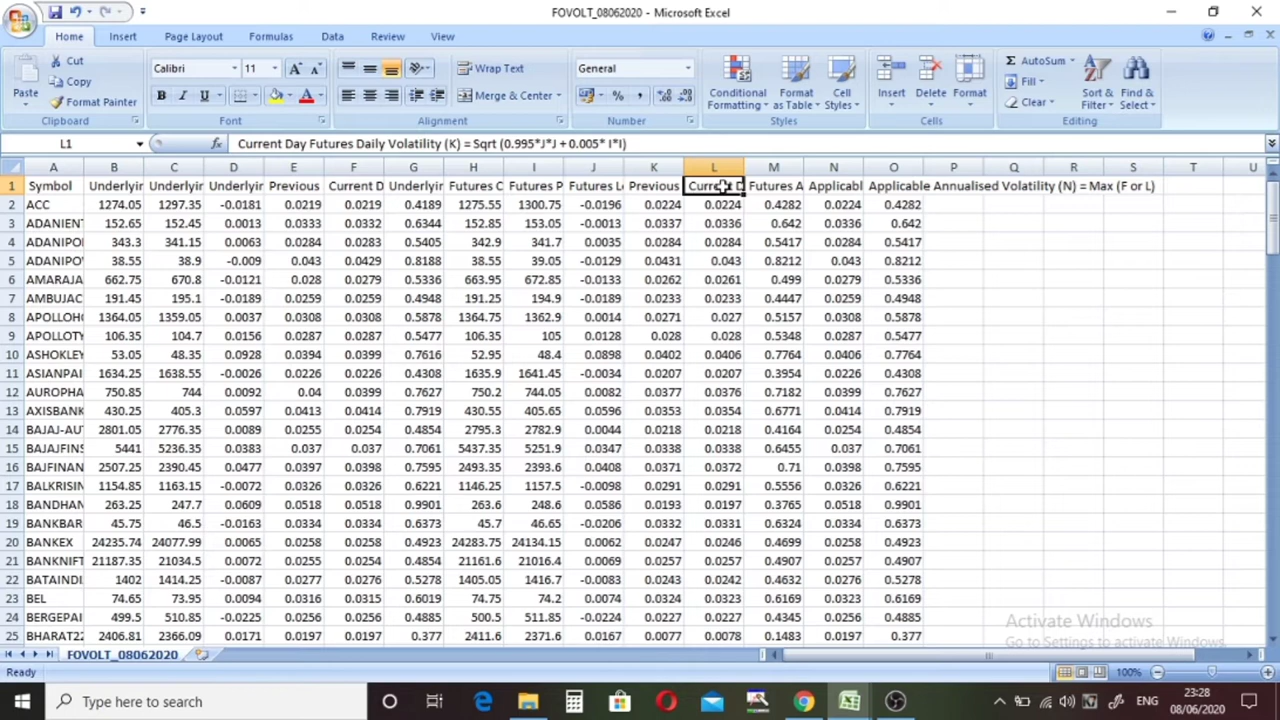 FOVOLT_08062020 - Microsoft Excel
Home Insert Page Layout Formulas Data Review View
Paste Cut Copy Format Painter Clipboard
Calibri 11 B I U Font
Wrap Text Merge & Center Alignment
General % , Number
Conditional Formatting Format as Table Cell Styles Styles
Insert Delete Format Cells
Σ AutoSum Fill Clear Sort & Filter Find & Select Editing
L1 fx Current Day Futures Daily Volatility (K) = Sqrt (0.995*J*J + 0.005* I*I)
A B C D E F G H I J K L M N O P Q R S T U
1 Symbol Underlyir Underlyir Underlyir Previous Current D Underlyir Futures C Futures P Futures Lo Previous Current D Futures A Applicabl Applicable Annualised Volatility (N) = Max (F or L)
2 ACC 1274.05 1297.35 -0.0181 0.0219 0.0219 0.4189 1275.55 1300.75 -0.0196 0.0224 0.0224 0.4282 0.0224 0.4282
3 ADANIENT 152.65 152.45 0.0013 0.0333 0.0332 0.6344 152.85 153.05 -0.0013 0.0337 0.0336 0.642 0.0336 0.642
4 ADANIPO 343.3 341.15 0.0063 0.0284 0.0283 0.5405 342.9 341.7 0.0035 0.0284 0.0284 0.5417 0.0284 0.5417
5 ADANIPO 38.55 38.9 -0.009 0.043 0.0429 0.8188 38.55 39.05 -0.0129 0.0431 0.043 0.8212 0.043 0.8212
6 AMARAJA 662.75 670.8 -0.0121 0.028 0.0279 0.5336 663.95 672.85 -0.0133 0.0262 0.0261 0.499 0.0279 0.5336
7 AMBUJAC 191.45 195.1 -0.0189 0.0259 0.0259 0.4948 191.25 194.9 -0.0189 0.0233 0.0233 0.4447 0.0259 0.4948
8 APOLLOHO 1364.05 1359.05 0.0037 0.0308 0.0308 0.5878 1364.75 1362.9 0.0014 0.0271 0.027 0.5157 0.0308 0.5878
9 APOLLOTY 106.35 104.7 0.0156 0.0287 0.0287 0.5477 106.35 105 0.0128 0.028 0.028 0.5348 0.0287 0.5477
10 ASHOKLEY 53.05 48.35 0.0928 0.0394 0.0399 0.7616 52.95 48.4 0.0898 0.0402 0.0406 0.7764 0.0406 0.7764
11 ASIANPAI 1634.25 1638.55 -0.0026 0.0226 0.0226 0.4308 1635.9 1641.45 -0.0034 0.0207 0.0207 0.3954 0.0226 0.4308
12 AUROPHA 750.85 744 0.0092 0.04 0.0399 0.7627 750.2 744.05 0.0082 0.0377 0.0376 0.7182 0.0399 0.7627
13 AXISBANK 430.25 405.3 0.0597 0.0413 0.0414 0.7919 430.55 405.65 0.0596 0.0353 0.0354 0.6771 0.0414 0.7919
14 BAJAJ-AU 2801.05 2776.35 0.0089 0.0255 0.0254 0.4854 2795.3 2782.9 0.0044 0.0218 0.0218 0.4164 0.0254 0.4854
15 BAJAJFINS 5441 5236.35 0.0383 0.037 0.037 0.7061 5437.35 5251.9 0.0347 0.0338 0.0338 0.6455 0.037 0.7061
16 BAJFINAN 2507.25 2390.45 0.0477 0.0397 0.0398 0.7595 2493.35 2393.6 0.0408 0.0371 0.0372 0.71 0.0398 0.7595
17 BALKRISIN 1154.85 1163.15 -0.0072 0.0326 0.0326 0.6221 1146.25 1157.5 -0.0098 0.0291 0.0291 0.5556 0.0326 0.6221
18 BANDHAN 263.25 247.7 0.0609 0.0518 0.0518 0.9901 263.6 248.6 0.0586 0.0193 0.0197 0.3765 0.0518 0.9901
19 BANKBAR 45.75 46.5 -0.0163 0.0334 0.0334 0.6373 45.7 46.65 -0.0206 0.0332 0.0331 0.6324 0.0334 0.6373
20 BANKEX 24235.74 24077.99 0.0065 0.0258 0.0258 0.4923 24283.75 24134.15 0.0062 0.0247 0.0246 0.4699 0.0258 0.4923
21 BANKNIFT 21187.35 21034.5 0.0072 0.0255 0.0254 0.4854 21161.6 21016.4 0.0069 0.0257 0.0257 0.4907 0.0257 0.4907
22 BATAINDI 1402 1414.25 -0.0087 0.0277 0.0276 0.5278 1405.05 1416.7 -0.0083 0.0243 0.0242 0.4632 0.0276 0.5278
23 BEL 74.65 73.95 0.0094 0.0316 0.0315 0.6019 74.75 74.2 0.0074 0.0324 0.0323 0.6169 0.0323 0.6169
24 BERGEPAI 499.5 510.85 -0.0225 0.0256 0.0256 0.4885 500.5 511.85 -0.0224 0.0227 0.0227 0.4345 0.0256 0.4885
25 BHARAT22 2406.81 2366.09 0.0171 0.0197 0.0197 0.377 2411.6 2371.6 0.0167 0.0077 0.0078 0.1483 0.0197 0.377
Activate Windows
Go to Settings to activate Windows.
FOVOLT_08062020
Ready 100%
Type here to search
ENG 23:28
08/06/2020